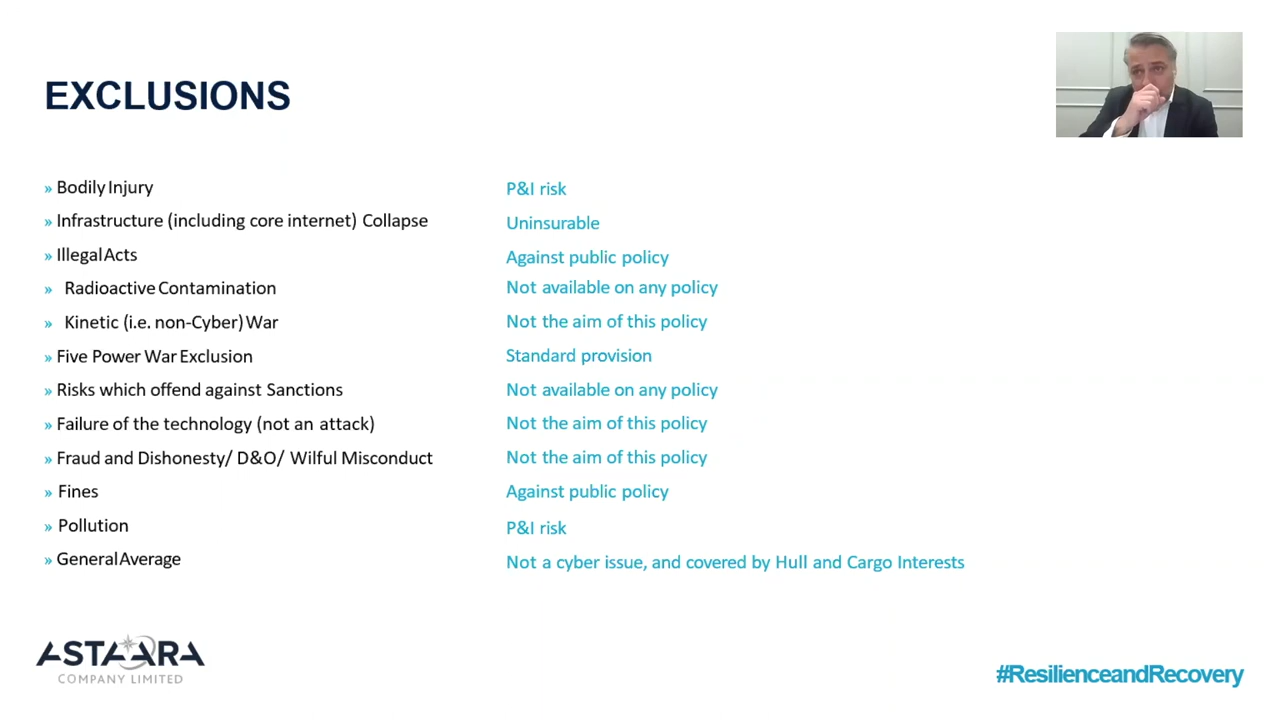 EXCLUSIONS
» Bodily Injury P&I risk
» Infrastructure (including core internet) Collapse Uninsurable
» Illegal Acts Against public policy
» Radioactive Contamination Not available on any policy
» Kinetic (i.e. non-Cyber) War Not the aim of this policy
» Five Power War Exclusion Standard provision
» Risks which offend against Sanctions Not available on any policy
» Failure of the technology (not an attack) Not the aim of this policy
» Fraud and Dishonesty/ D&O/ Wilful Misconduct Not the aim of this policy
» Fines Against public policy
» Pollution P&I risk
» General Average Not a cyber issue, and covered by Hull and Cargo Interests
ASTAARA
COMPANY LIMITED
#ResilienceandRecovery